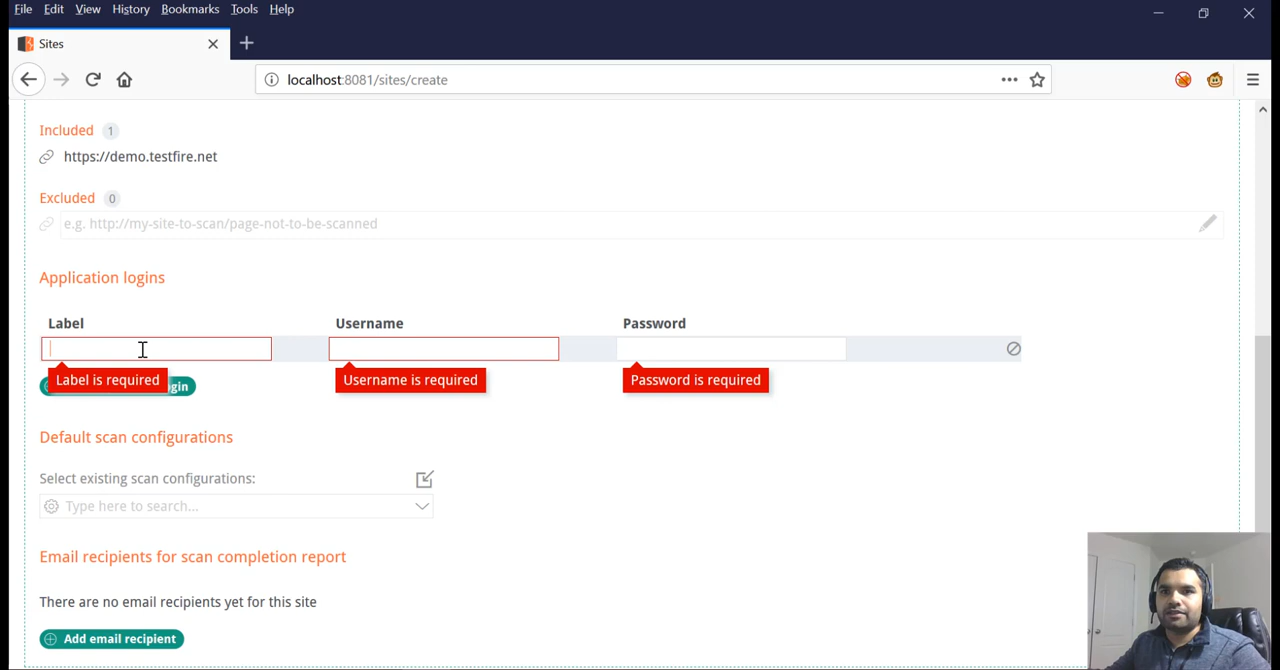 File Edit View History Bookmarks Tools Help
Sites
localhost:8081/sites/create
Included 1
https://demo.testfire.net
Excluded 0
e.g. http://my-site-to-scan/page-not-to-be-scanned
Application logins
Label Username Password
Label is required Username is required Password is required
Default scan configurations
Select existing scan configurations:
Type here to search...
Email recipients for scan completion report
There are no email recipients yet for this site
Add email recipient